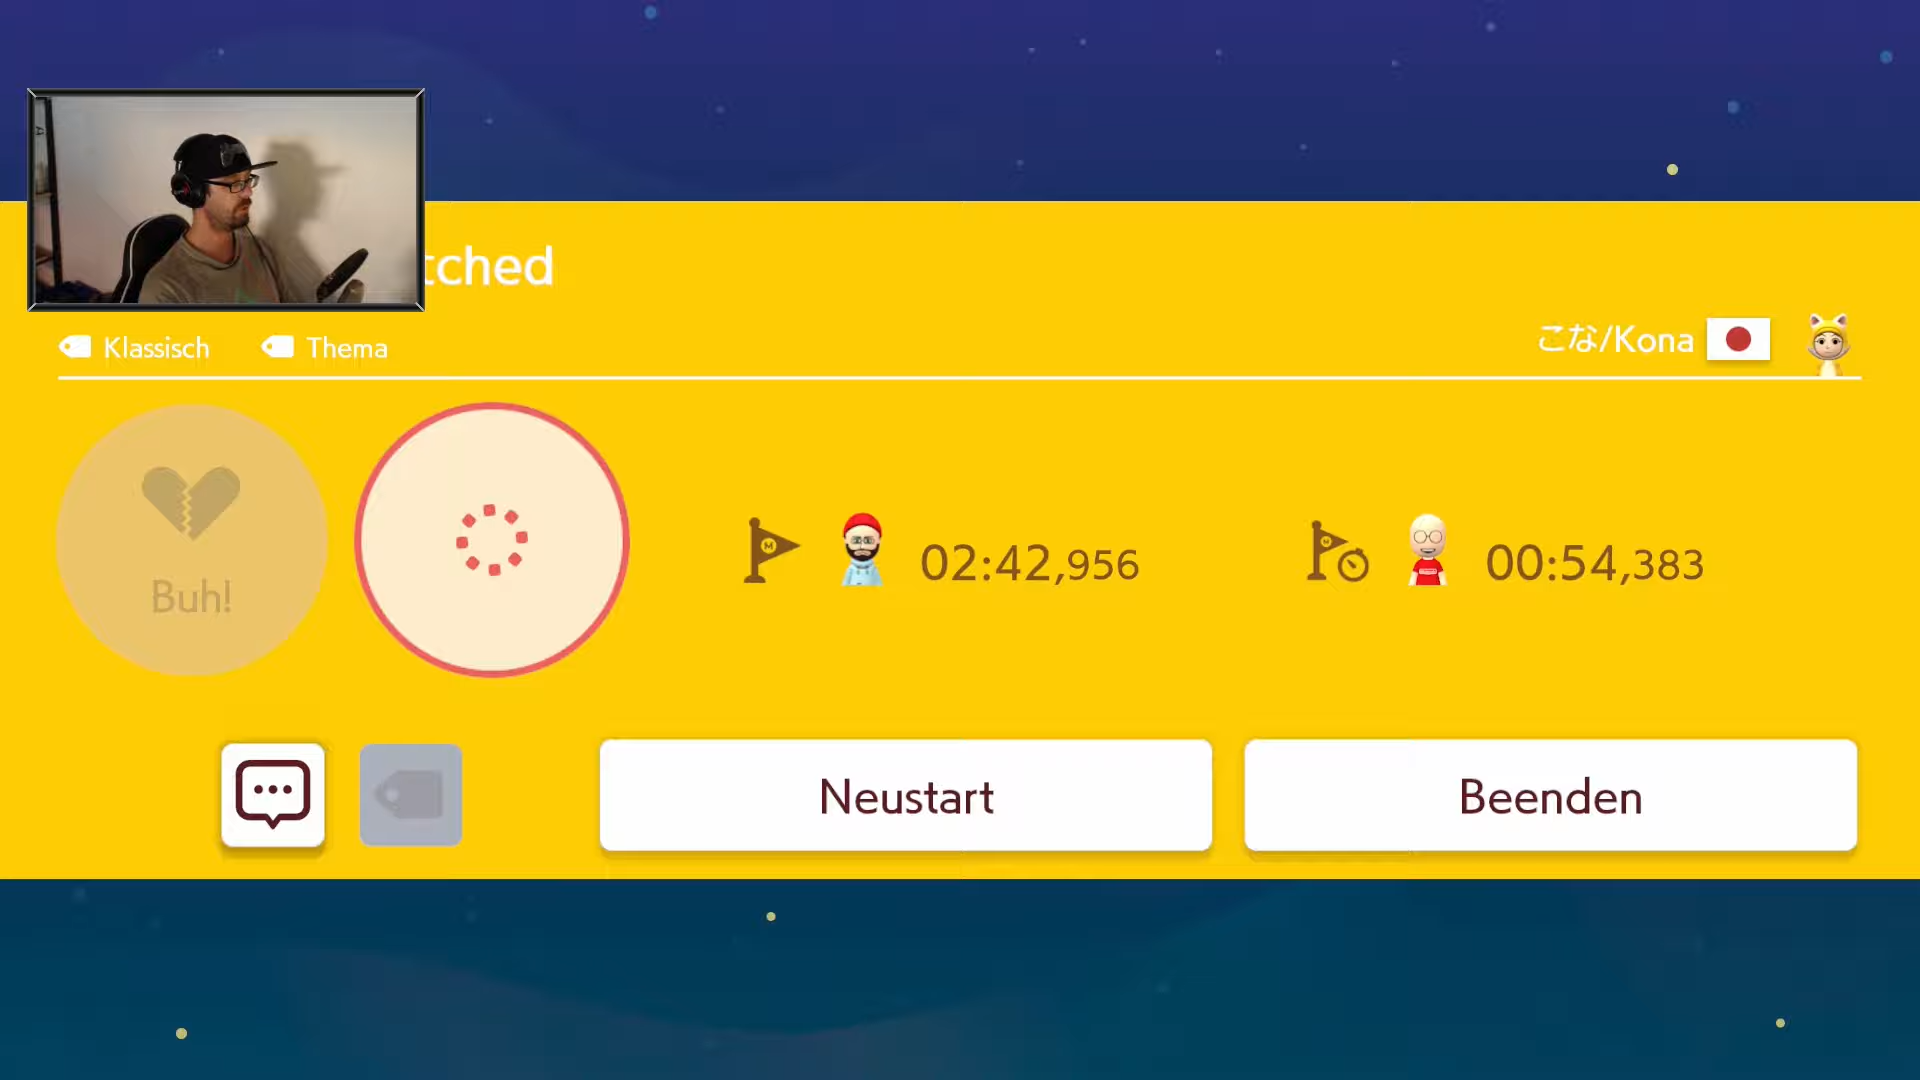 tched
Klassisch Thema
こな/Kona
Buh!
02:42,956
00:54,383
Neustart
Beenden